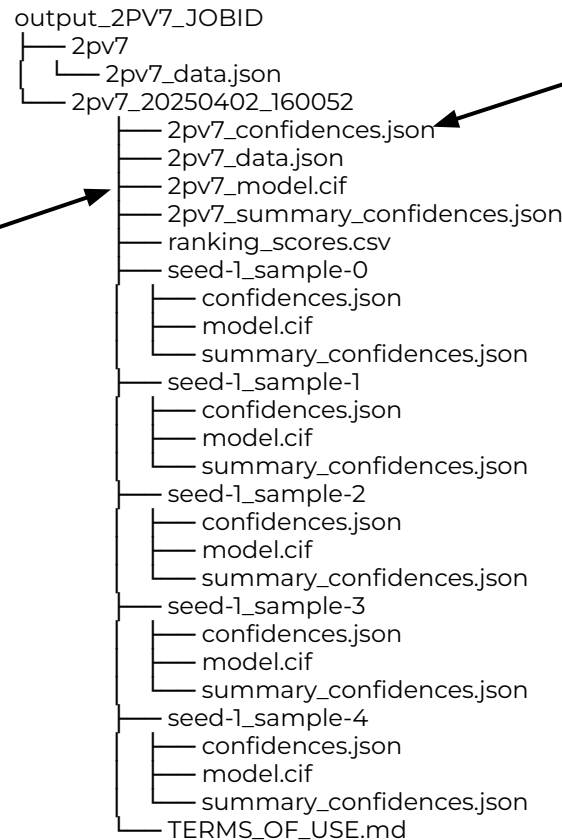 output_2PV7_JOBID
2pv7
2pv7_data.json
2pv7_20250402_160052
2pv7_confidences.json
2pv7_data.json
2pv7_model.cif
2pv7_summary_confidences.json
ranking_scores.csv
seed-1_sample-0
confidences.json
model.cif
summary_confidences.json
seed-1_sample-1
confidences.json
model.cif
summary_confidences.json
seed-1_sample-2
confidences.json
model.cif
summary_confidences.json
seed-1_sample-3
confidences.json
model.cif
summary_confidences.json
seed-1_sample-4
confidences.json
model.cif
summary_confidences.json
TERMS_OF_USE.md